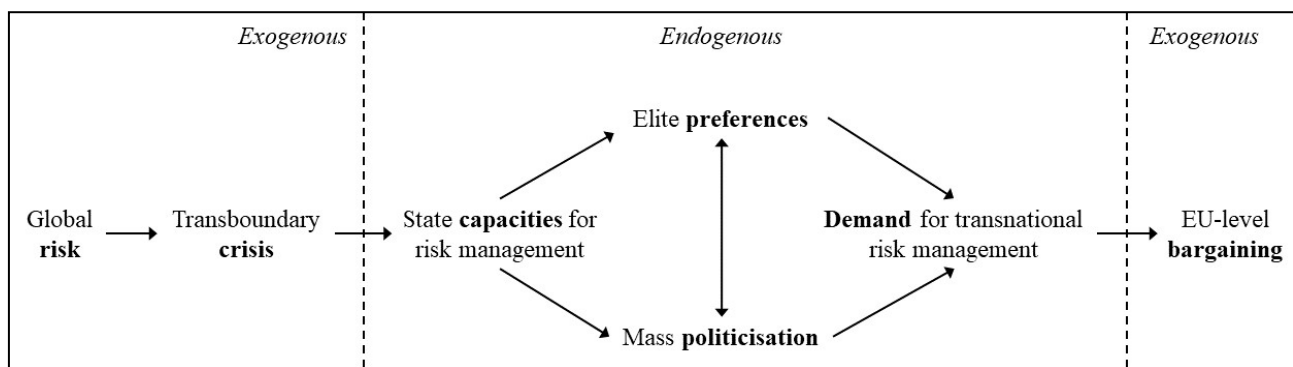 Exogenous
Endogenous
Exogenous
Elite preferences
Global
risk
Transboundary
crisis
State capacities for
risk management
Demand for transnational
risk management
EU-level
bargaining
Mass politicisation